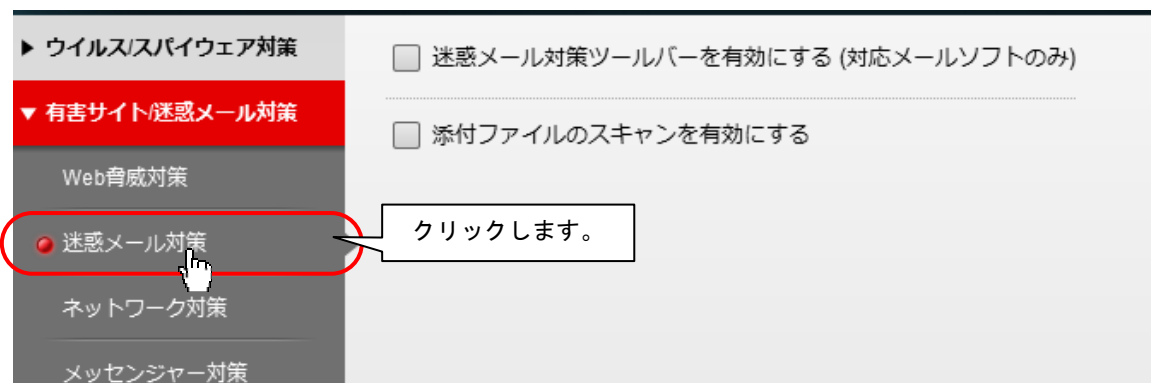 ▶ ウイルス/スパイウェア対策
▼ 有害サイト/迷惑メール対策
Web脅威対策
迷惑メール対策
ネットワーク対策
メッセンジャー対策
迷惑メール対策ツールバーを有効にする (対応メールソフトのみ)
添付ファイルのスキャンを有効にする
クリックします。